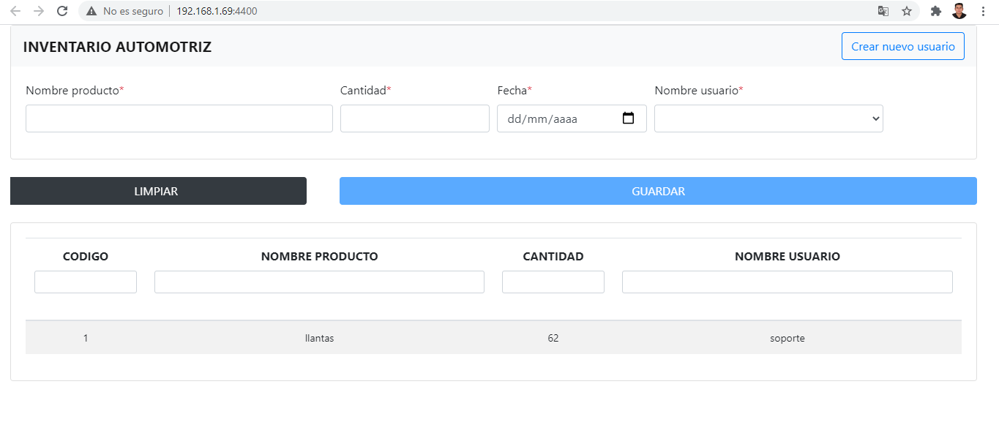 No es seguro 192.168.1.69:4400
INVENTARIO AUTOMOTRIZ Crear nuevo usuario
Nombre producto* Cantidad* Fecha* Nombre usuario*
dd/mm/aaaa
LIMPIAR GUARDAR
CODIGO NOMBRE PRODUCTO CANTIDAD NOMBRE USUARIO
1 llantas 62 soporte